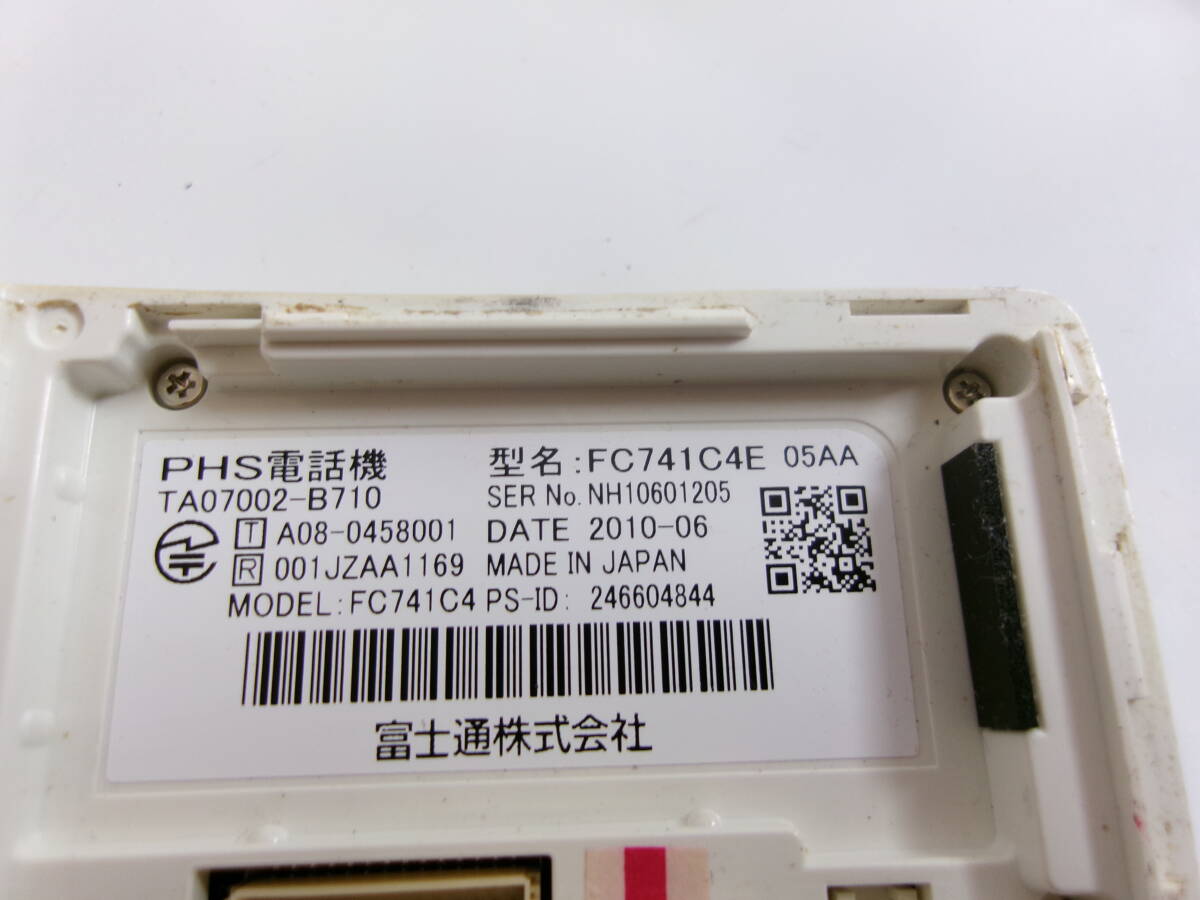 PHS電話機 型名:FC741C4E 05AA
TA07002-B710 SER No. NH10601205
T A08-0458001 DATE 2010-06
R 001JZAA1169 MADE IN JAPAN
MODEL:FC741C4 PS-ID: 246604844
富士通株式会社